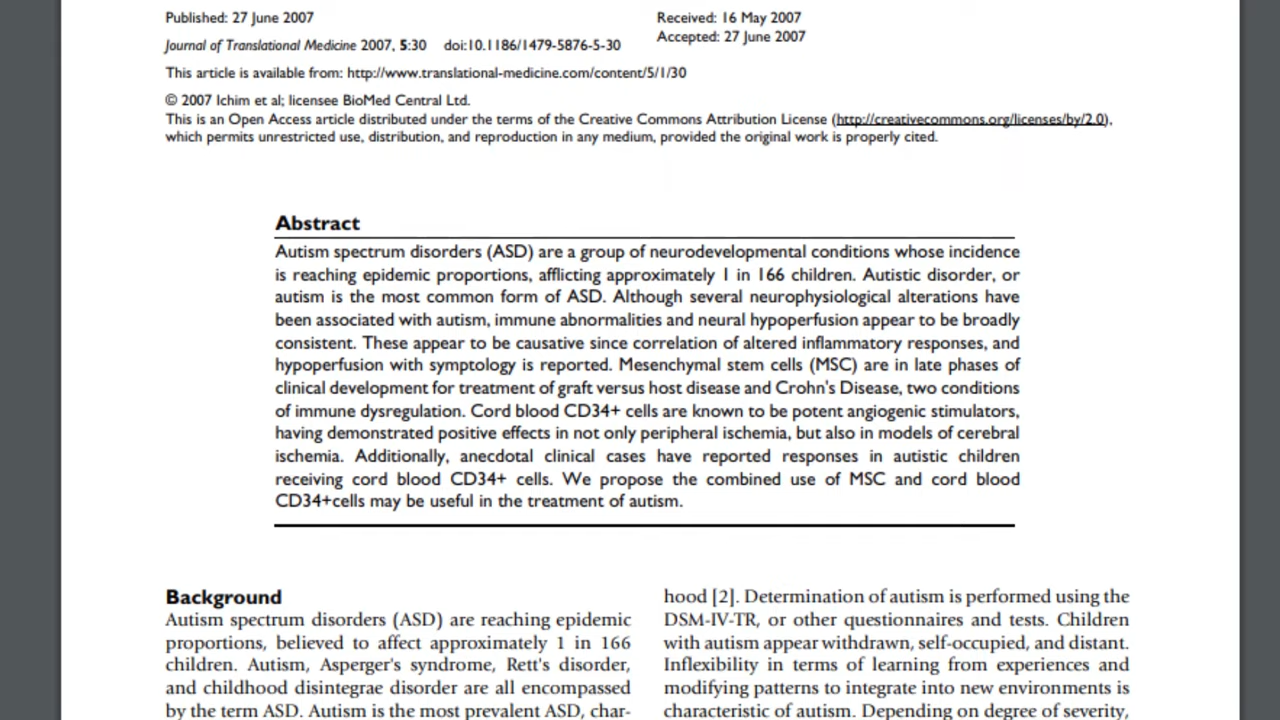 Published: 27 June 2007
Received: 16 May 2007
Accepted: 27 June 2007
Journal of Translational Medicine 2007, 5:30 doi:10.1186/1479-5876-5-30
This article is available from: http://www.translational-medicine.com/content/5/1/30
© 2007 Ichim et al; licensee BioMed Central Ltd.
This is an Open Access article distributed under the terms of the Creative Commons Attribution License (http://creativecommons.org/licenses/by/2.0),
which permits unrestricted use, distribution, and reproduction in any medium, provided the original work is properly cited.
Abstract
Autism spectrum disorders (ASD) are a group of neurodevelopmental conditions whose incidence
is reaching epidemic proportions, afflicting approximately 1 in 166 children. Autistic disorder, or
autism is the most common form of ASD. Although several neurophysiological alterations have
been associated with autism, immune abnormalities and neural hypoperfusion appear to be broadly
consistent. These appear to be causative since correlation of altered inflammatory responses, and
hypoperfusion with symptology is reported. Mesenchymal stem cells (MSC) are in late phases of
clinical development for treatment of graft versus host disease and Crohn's Disease, two conditions
of immune dysregulation. Cord blood CD34+ cells are known to be potent angiogenic stimulators,
having demonstrated positive effects in not only peripheral ischemia, but also in models of cerebral
ischemia. Additionally, anecdotal clinical cases have reported responses in autistic children
receiving cord blood CD34+ cells. We propose the combined use of MSC and cord blood
CD34+cells may be useful in the treatment of autism.
Background
Autism spectrum disorders (ASD) are reaching epidemic
proportions, believed to affect approximately 1 in 166
children. Autism, Asperger's syndrome, Rett's disorder,
and childhood disintegrae disorder are all encompassed
by the term ASD. Autism is the most prevalent ASD, char-
hood [2]. Determination of autism is performed using the
DSM-IV-TR, or other questionnaires and tests. Children
with autism appear withdrawn, self-occupied, and distant.
Inflexibility in terms of learning from experiences and
modifying patterns to integrate into new environments is
characteristic of autism. Depending on degree of severity,